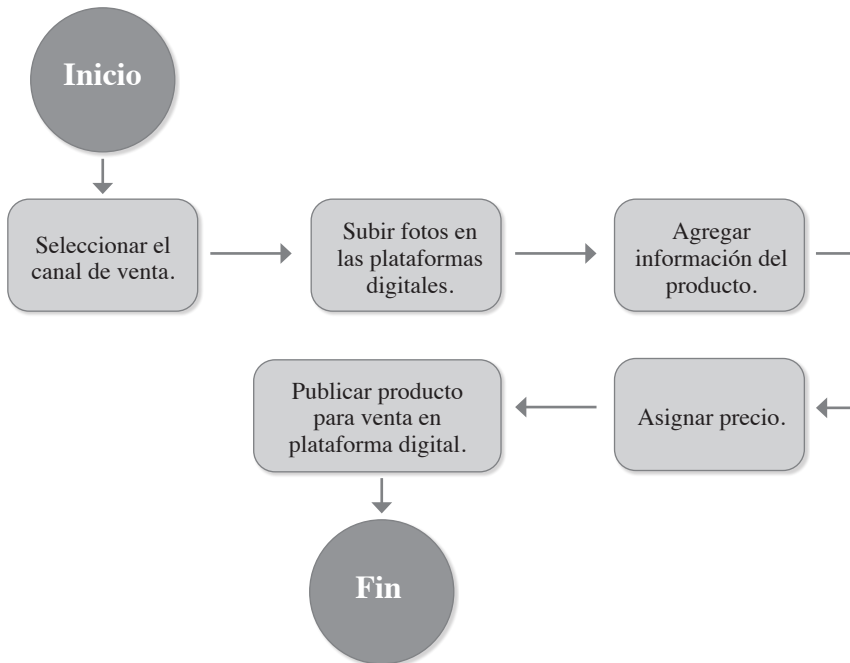 Inicio
Seleccionar el
canal de venta.
Subir fotos en
las plataformas
digitales.
Agregar
información del
producto.
Asignar precio.
Publicar producto
para venta en
plataforma digital.
Fin